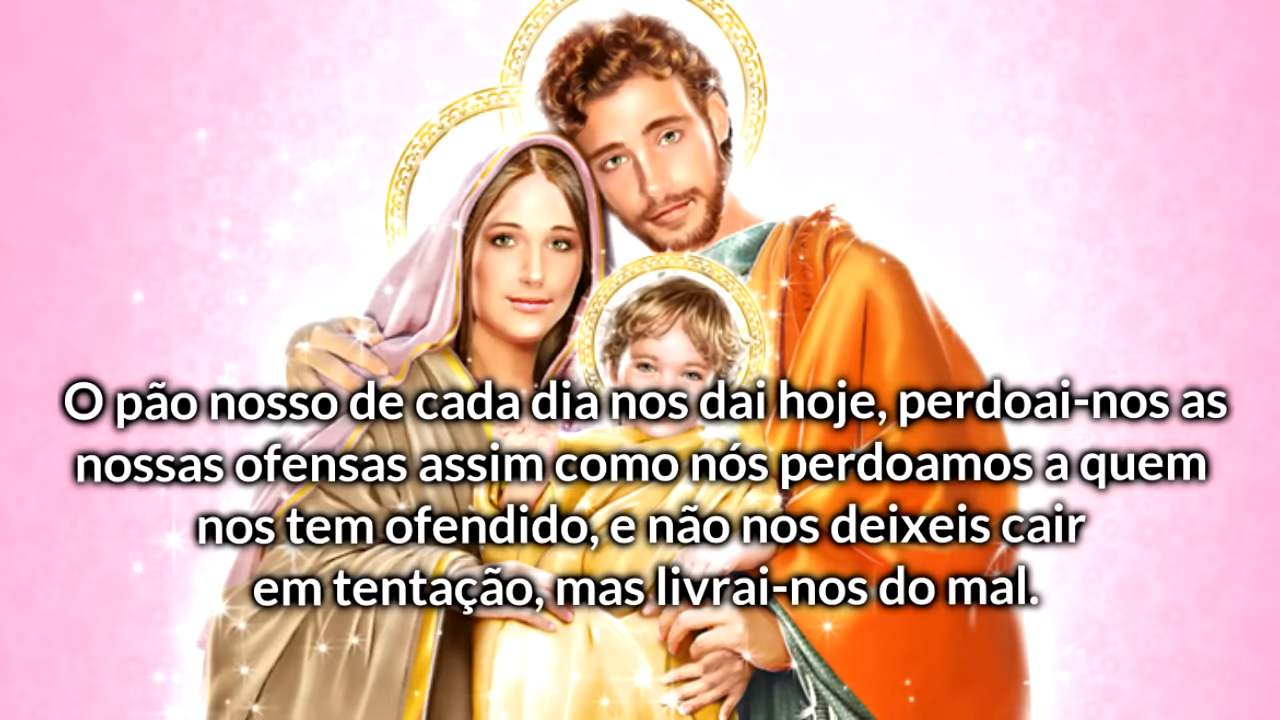 O pão nosso de cada dia nos dai hoje, perdoai-nos as
nossas ofensas assim como nós perdoamos a quem
nos tem ofendido, e não nos deixeis cair
em tentação, mas livrai-nos do mal.